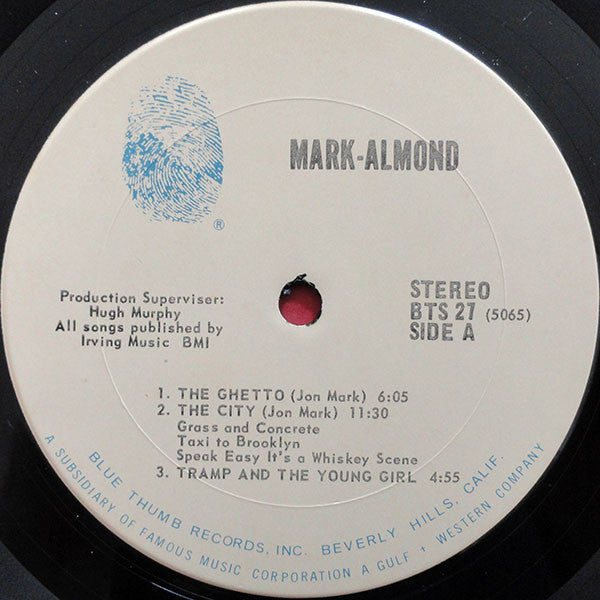 ®
MARK-ALMOND
Production Superviser:
Hugh Murphy
All songs published by
Irving Music BMI
STEREO
BTS 27 (5065)
SIDE A
1. THE GHETTO (Jon Mark) 6:05
2. THE CITY (Jon Mark) 11:30
Grass and Concrete
Taxi to Brooklyn
Speak Easy It's a Whiskey Scene
3. TRAMP AND THE YOUNG GIRL 4:55
BLUE THUMB RECORDS, INC. BEVERLY HILLS, CALIF.
A SUBSIDIARY OF FAMOUS MUSIC CORPORATION A GULF + WESTERN COMPANY